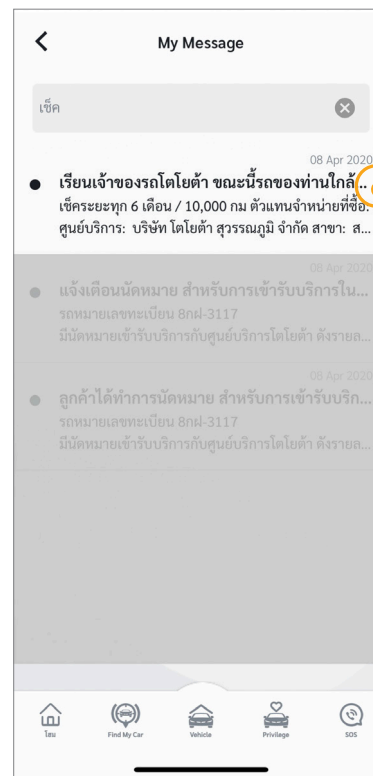 My Message
เช็ค
08 Apr 2020
เรียนเจ้าของรถโตโยต้า ขณะนี้รถของท่านใกล้...
เช็คระยะทุก 6 เดือน / 10,000 กม ตัวแทนจำหน่ายที่ซื้อ:
ศูนย์บริการ: บริษัท โตโยต้า สุวรรณภูมิ จำกัด สาขา: ส...
08 Apr 2020
แจ้งเตือนนัดหมาย สำหรับการเข้ารับบริการใน...
รถหมายเลขทะเบียน 8กฬ-3117
มีนัดหมายเข้ารับบริการกับศูนย์บริการโตโยต้า ดังรายล...
08 Apr 2020
ลูกค้าได้ทำการนัดหมาย สำหรับการเข้ารับบริก...
รถหมายเลขทะเบียน 8กฬ-3117
มีนัดหมายเข้ารับบริการกับศูนย์บริการโตโยต้า ดังรายล...
โฮม Find My Car Vehicle Privilege SOS